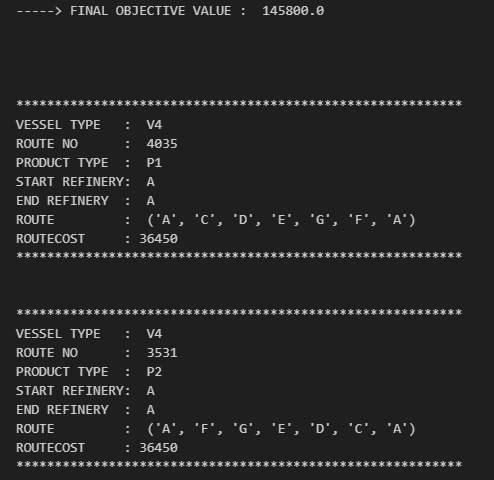 -----> FINAL OBJECTIVE VALUE :  145800.0
**********************************************************
VESSEL TYPE   :  V4
ROUTE NO      :  4035
PRODUCT TYPE  :  P1
START REFINERY:  A
END REFINERY  :  A
ROUTE         :  ('A', 'C', 'D', 'E', 'G', 'F', 'A')
ROUTECOST     : 36450
**********************************************************
**********************************************************
VESSEL TYPE   :  V4
ROUTE NO      :  3531
PRODUCT TYPE  :  P2
START REFINERY:  A
END REFINERY  :  A
ROUTE         :  ('A', 'F', 'G', 'E', 'D', 'C', 'A')
ROUTECOST     : 36450
**********************************************************